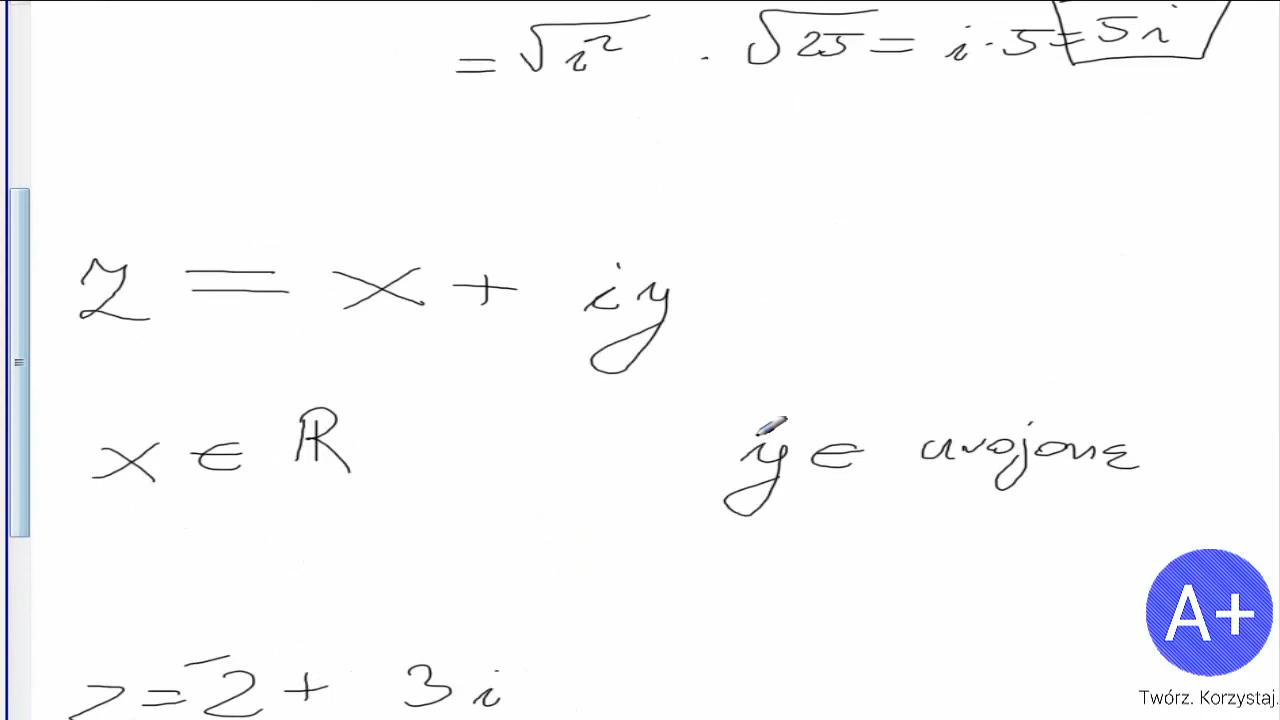 = √i² · √25 = i·5 = 5i
z = x + iy
x ∈ ℝ y ∈ urojone
z = -2 + 3i
A+
Twórz. Korzystaj